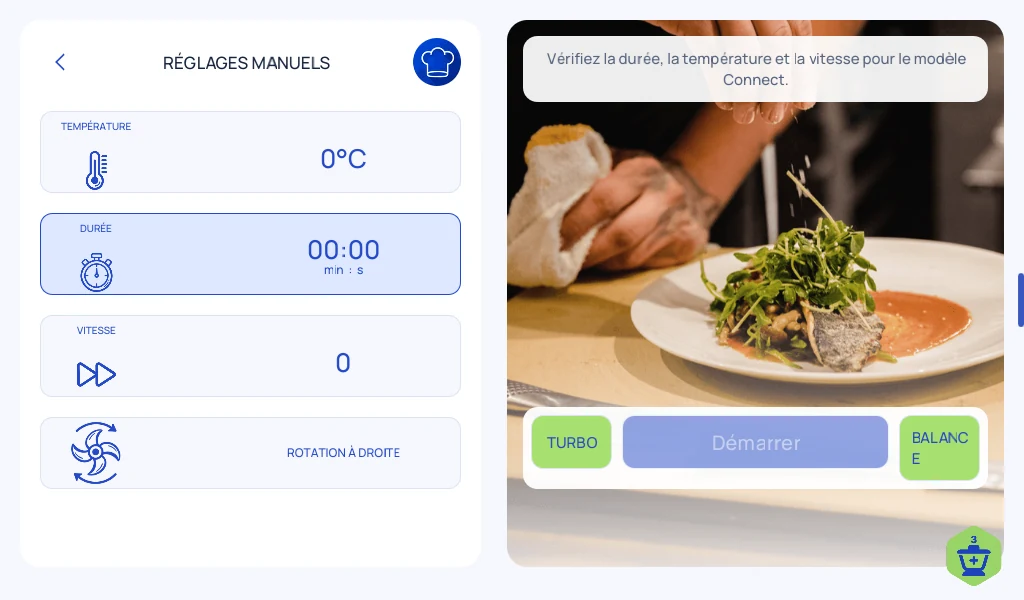 RÉGLAGES MANUELS
TEMPÉRATURE
0°C
DURÉE
00:00
min : s
VITESSE
0
ROTATION À DROITE
Vérifiez la durée, la température et la vitesse pour le modèle
Connect.
TURBO
Démarrer
BALANC
E
3